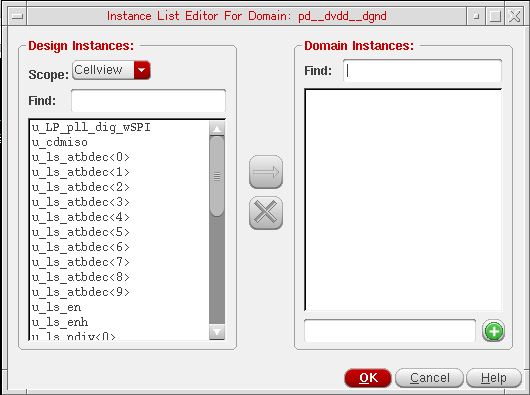 Instance List Editor For Domain: pd__dvdd__dgnd
Design Instances:
Scope: Cellview
Find:
u_LP_pll_dig_wSPI
u_cdmiso
u_ls_atbdec<0>
u_ls_atbdec<1>
u_ls_atbdec<2>
u_ls_atbdec<3>
u_ls_atbdec<4>
u_ls_atbdec<5>
u_ls_atbdec<6>
u_ls_atbdec<7>
u_ls_atbdec<8>
u_ls_atbdec<9>
u_ls_en
u_ls_enh
u_ls_ndiv<0>
Domain Instances:
Find:
OK
Cancel
Help